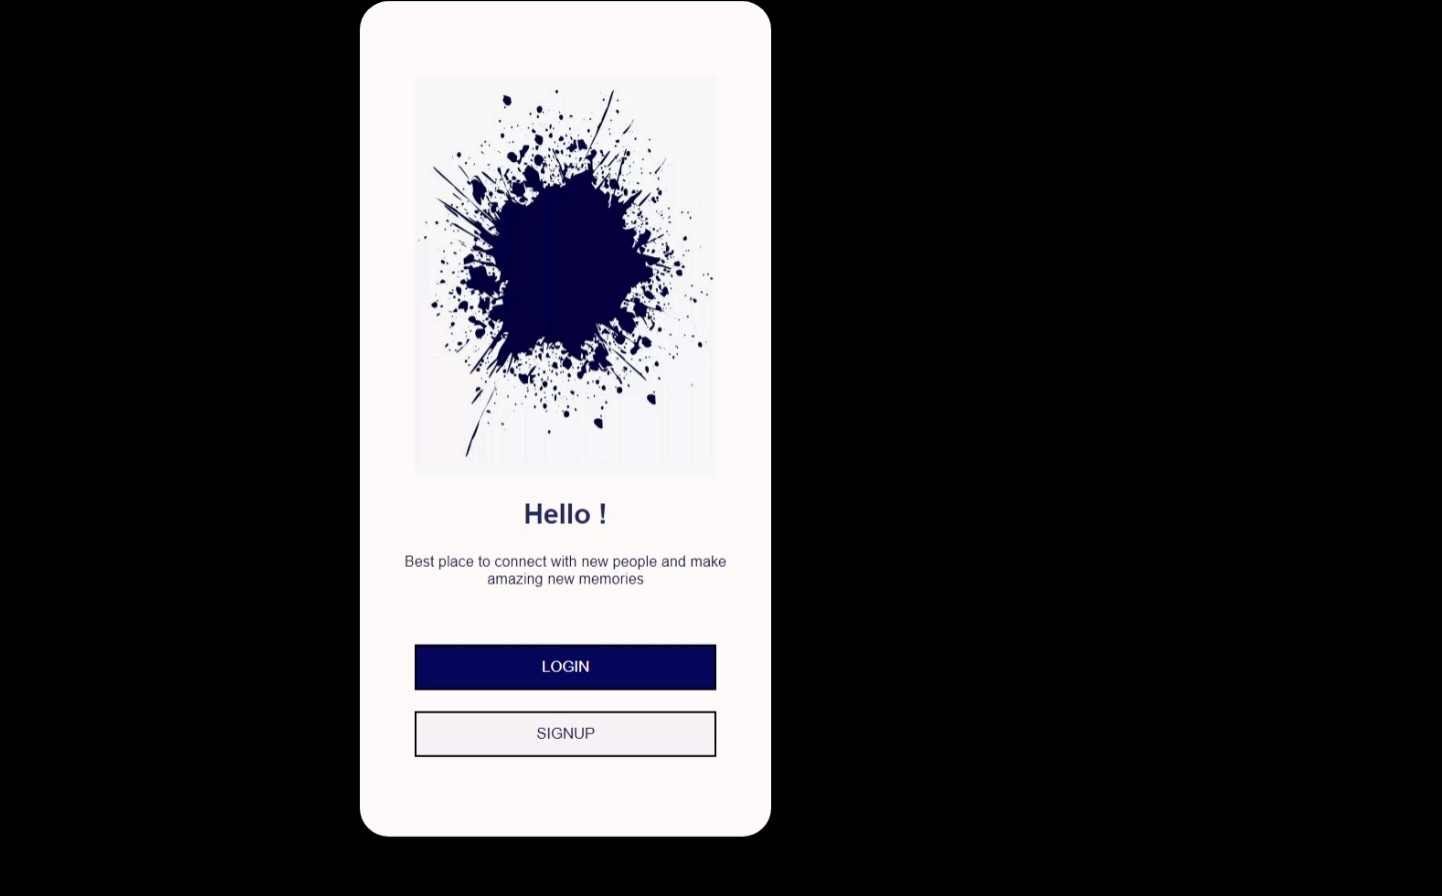 Hello !
Best place to connect with new people and make
amazing new memories
LOGIN
SIGNUP